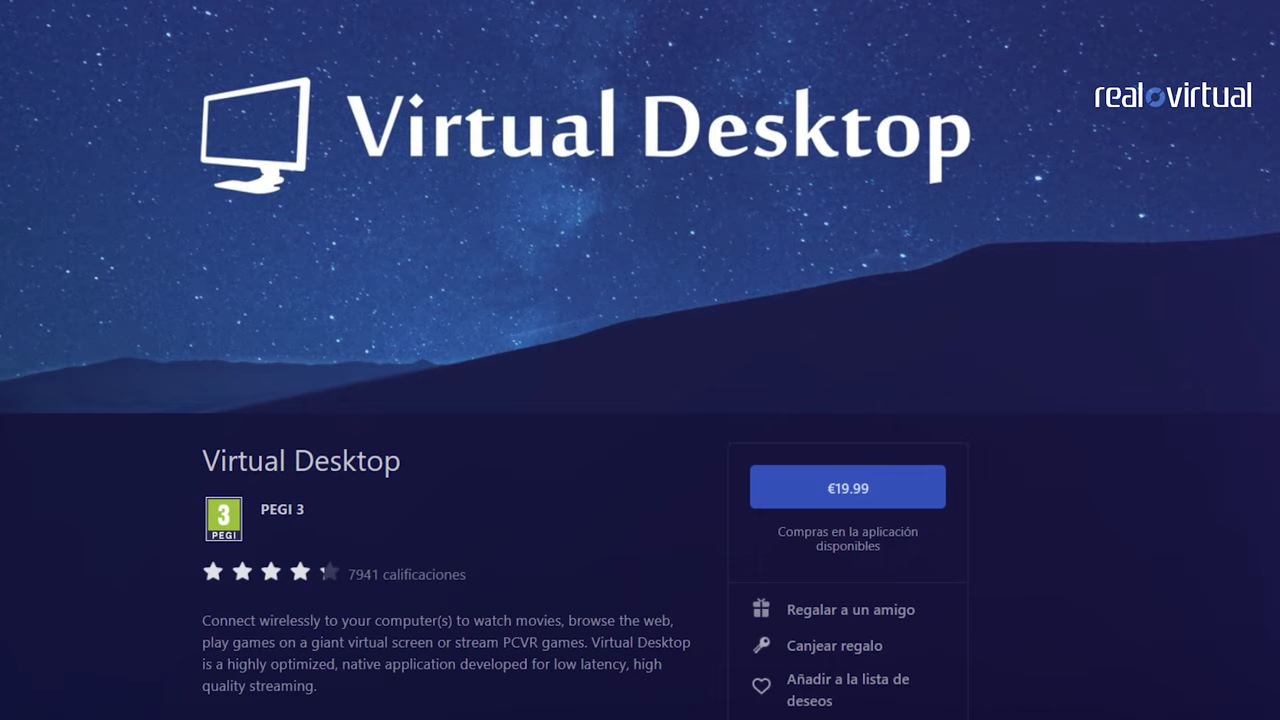 Virtual Desktop
real virtual
Virtual Desktop
3
PEGI
PEGI 3
7941 calificaciones
Connect wirelessly to your computer(s) to watch movies, browse the web,
play games on a giant virtual screen or stream PCVR games. Virtual Desktop
is a highly optimized, native application developed for low latency, high
quality streaming.
€19.99
Compras en la aplicación
disponibles
Regalar a un amigo
Canjear regalo
Añadir a la lista de
deseos